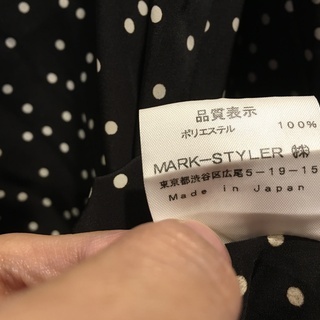 品質表示
ポリエステル 100%
MARK-STYLER ㈱
東京都渋谷区広尾5-19-15
Made in Japan